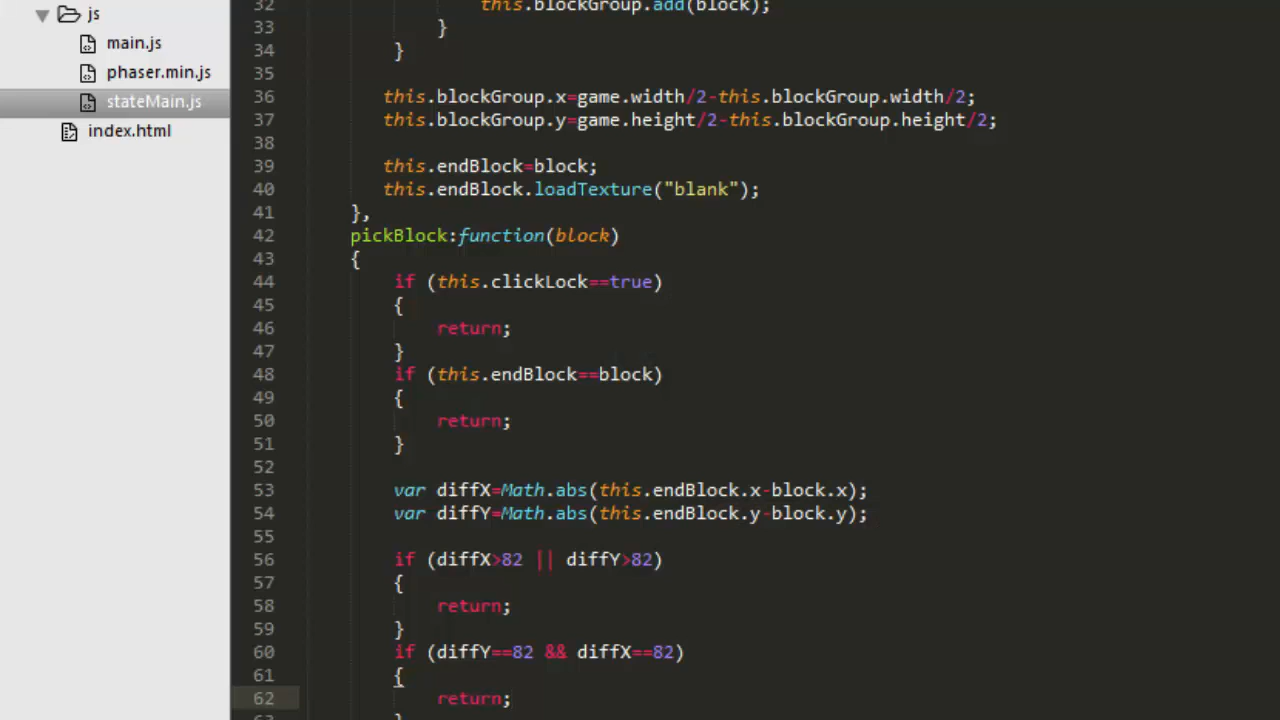 js
main.js
phaser.min.js
stateMain.js
index.html
32 this.blockGroup.add(block);
33 }
34 }
35
36 this.blockGroup.x=game.width/2-this.blockGroup.width/2;
37 this.blockGroup.y=game.height/2-this.blockGroup.height/2;
38
39 this.endBlock=block;
40 this.endBlock.loadTexture("blank");
41 },
42 pickBlock:function(block)
43 {
44 if (this.clickLock==true)
45 {
46 return;
47 }
48 if (this.endBlock==block)
49 {
50 return;
51 }
52
53 var diffX=Math.abs(this.endBlock.x-block.x);
54 var diffY=Math.abs(this.endBlock.y-block.y);
55
56 if (diffX>82 || diffY>82)
57 {
58 return;
59 }
60 if (diffY==82 && diffX==82)
61 {
62 return;
63 }